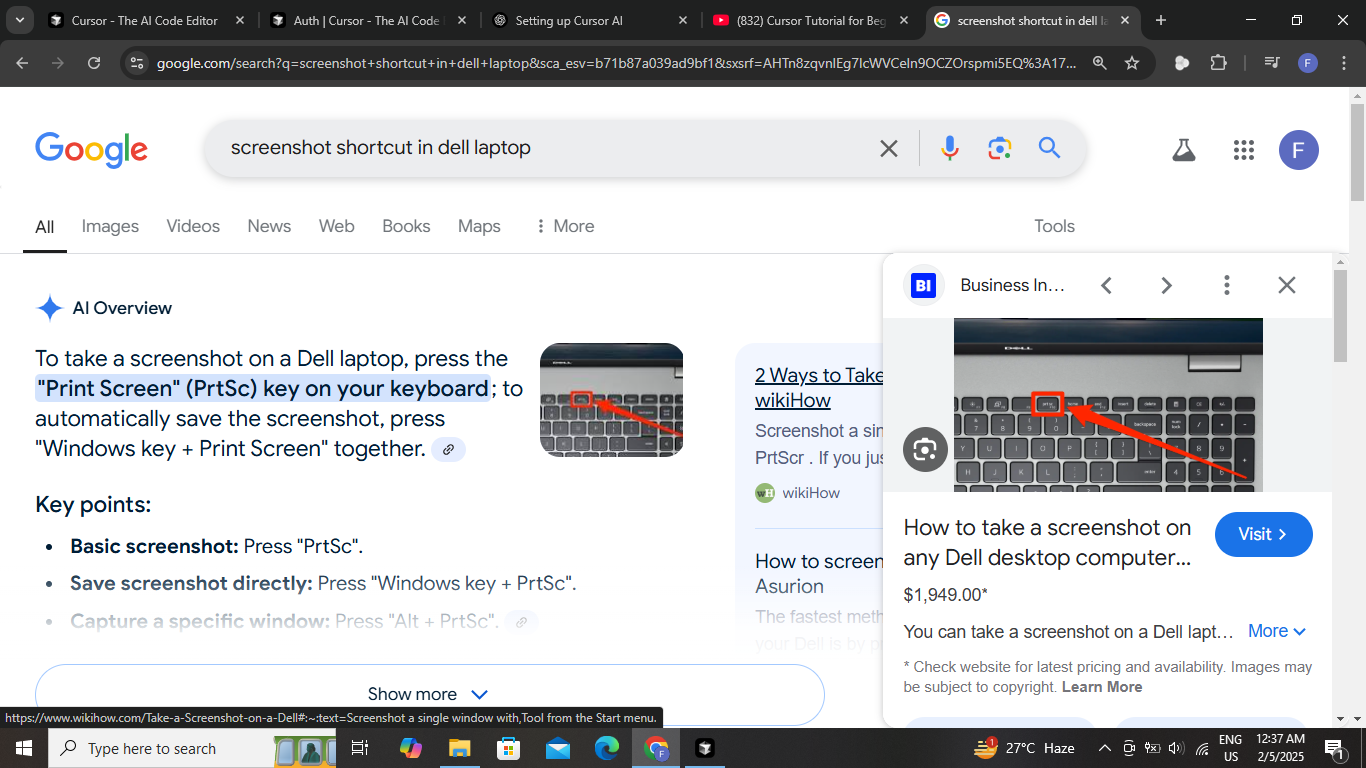 Cursor - The AI Code Editor
Auth | Cursor - The AI Code
Setting up Cursor AI
(832) Cursor Tutorial for Beg
screenshot shortcut in dell la
google.com/search?q=screenshot+shortcut+in+dell+laptop&sca_esv=b71b87a039ad9bf1&sxsrf=AHTn8zqvnlEg7IcWVCeln9OCZOrspmi5EQ%3A17...
F
Google
screenshot shortcut in dell laptop
F
All
Images
Videos
News
Web
Books
Maps
More
Tools
AI Overview
To take a screenshot on a Dell laptop, press the
"Print Screen" (PrtSc) key on your keyboard; to
automatically save the screenshot, press
"Windows key + Print Screen" together.
Key points:
Basic screenshot: Press "PrtSc".
Save screenshot directly: Press "Windows key + PrtSc".
Capture a specific window: Press "Alt + PrtSc".
Show more
2 Ways to Take
wikiHow
Screenshot a sin
PrtScr . If you jus
wikiHow
How to screen
Asurion
The fastest meth
your Dell is by p
BI
Business In...
DELL
How to take a screenshot on
any Dell desktop computer...
Visit
$1,949.00*
You can take a screenshot on a Dell lapt...
More
* Check website for latest pricing and availability. Images may
be subject to copyright. Learn More
https://www.wikihow.com/Take-a-Screenshot-on-a-Dell#:~:text=Screenshot a single window with,Tool from the Start menu.
Type here to search
27°C Haze
ENG
US
12:37 AM
2/5/2025
1